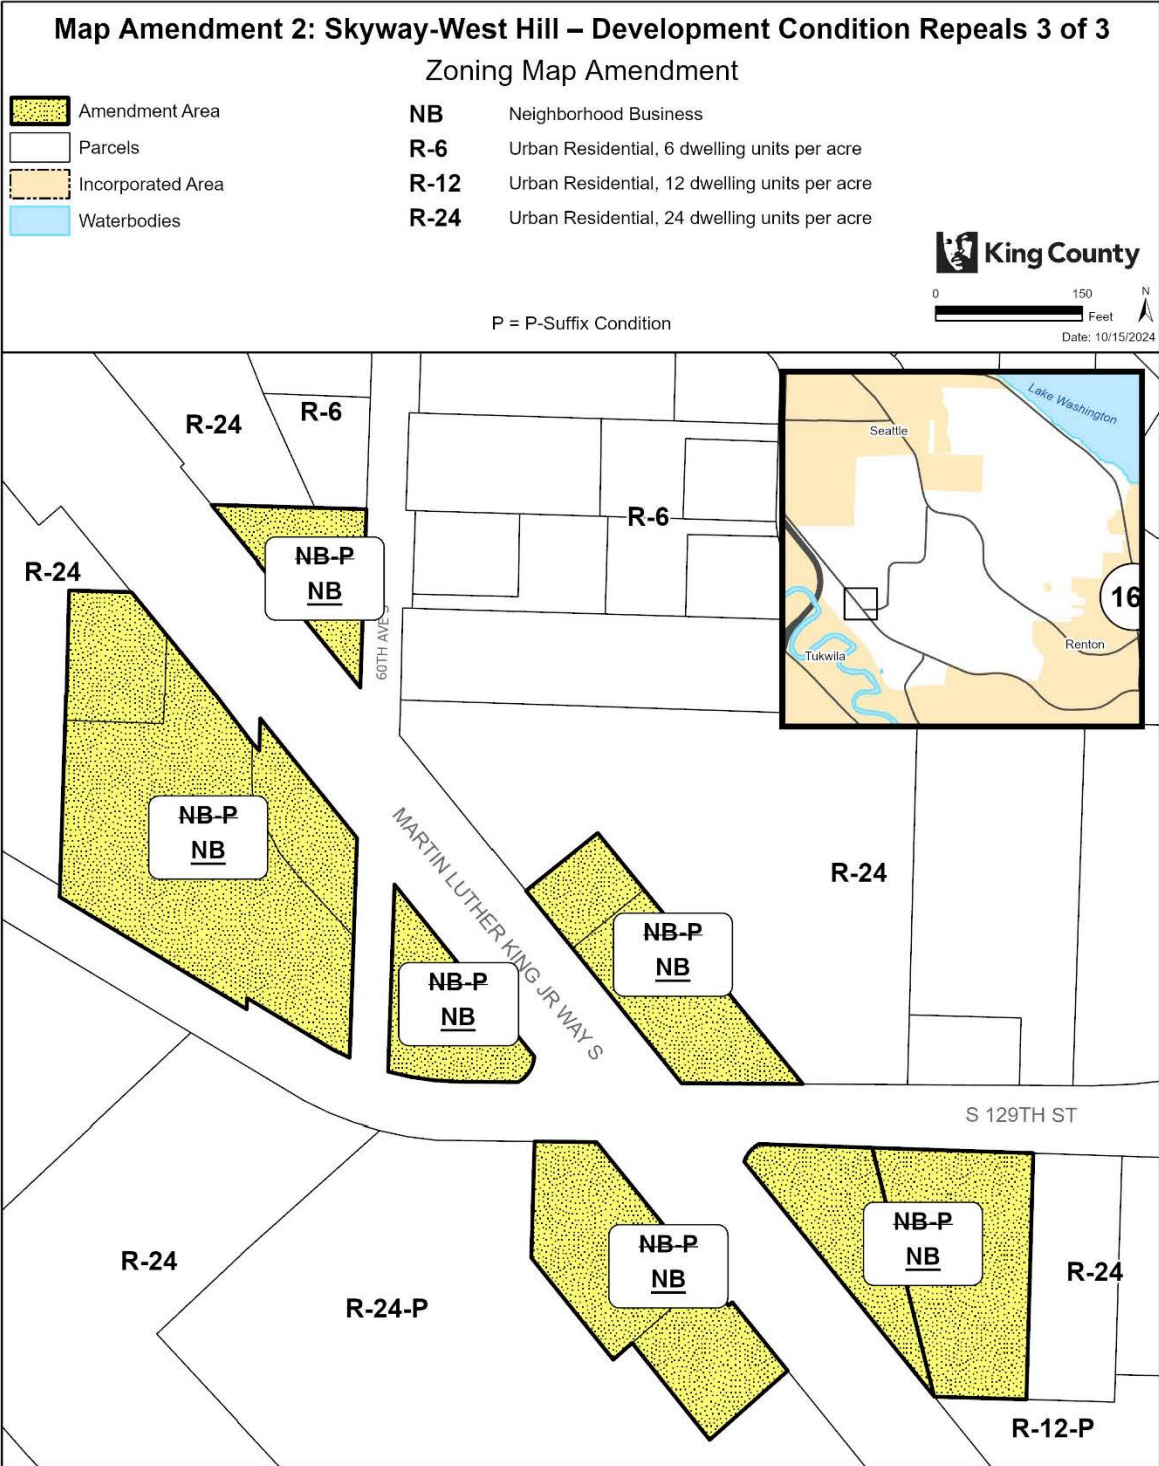 Map Amendment 2: Skyway-West Hill – Development Condition Repeals 3 of 3
Zoning Map Amendment
Amendment Area
Parcels
Incorporated Area
Waterbodies
NB Neighborhood Business
R-6 Urban Residential, 6 dwelling units per acre
R-12 Urban Residential, 12 dwelling units per acre
R-24 Urban Residential, 24 dwelling units per acre
P = P-Suffix Condition
King County
0 150
Feet
N
Date: 10/15/2024
R-24
R-6
R-6
R-24
NB-P
NB
60TH AVE S
Lake Washington
Seattle
16
Renton
Tukwila
NB-P
NB
MARTIN LUTHER KING JR WAY S
R-24
NB-P
NB
NB-P
NB
S 129TH ST
NB-P
NB
NB-P
NB
R-24
R-24-P
R-24
R-12-P